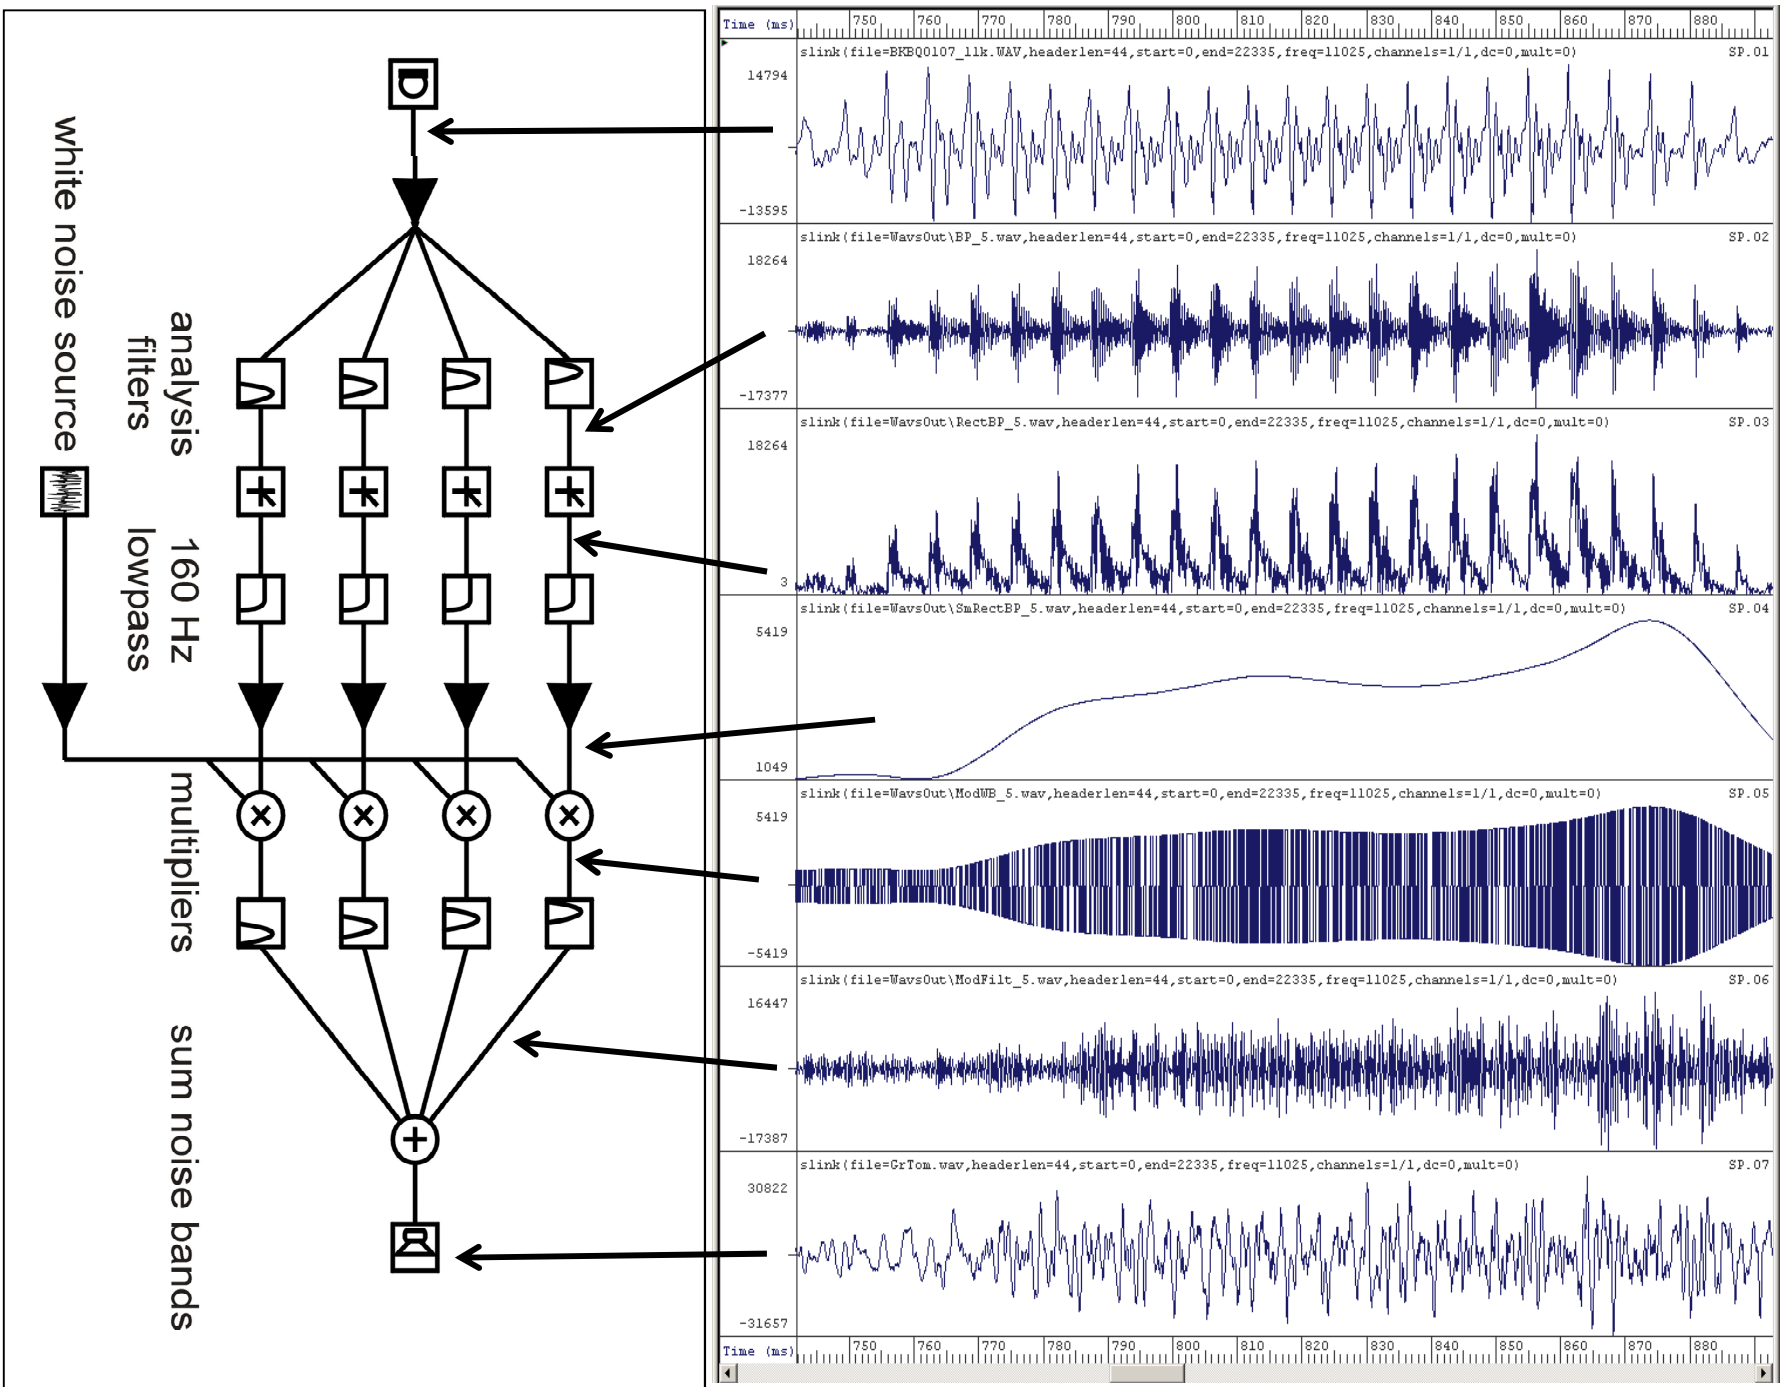 white noise source
analysis
filters
160 Hz
lowpass
multipliers
sum noise bands
Time (ms) 750 760 770 780 790 800 810 820 830 840 850 860 870 880
slink(file=BKBQ0107_11k.WAV,headerlen=44,start=0,end=22335,freq=11025,channels=1/1,dc=0,mult=0) SP.01
14794
-13595
slink(file=WavsOut\BP_5.wav,headerlen=44,start=0,end=22335,freq=11025,channels=1/1,dc=0,mult=0) SP.02
18264
-17377
slink(file=WavsOut\RectBP_5.wav,headerlen=44,start=0,end=22335,freq=11025,channels=1/1,dc=0,mult=0) SP.03
18264
3
slink(file=WavsOut\SmRectBP_5.wav,headerlen=44,start=0,end=22335,freq=11025,channels=1/1,dc=0,mult=0) SP.04
5419
1049
slink(file=WavsOut\ModWB_5.wav,headerlen=44,start=0,end=22335,freq=11025,channels=1/1,dc=0,mult=0) SP.05
5419
-5419
slink(file=WavsOut\ModFilt_5.wav,headerlen=44,start=0,end=22335,freq=11025,channels=1/1,dc=0,mult=0) SP.06
16447
-17387
slink(file=GrTom.wav,headerlen=44,start=0,end=22335,freq=11025,channels=1/1,dc=0,mult=0) SP.07
30822
-31657
Time (ms) 750 760 770 780 790 800 810 820 830 840 850 860 870 880